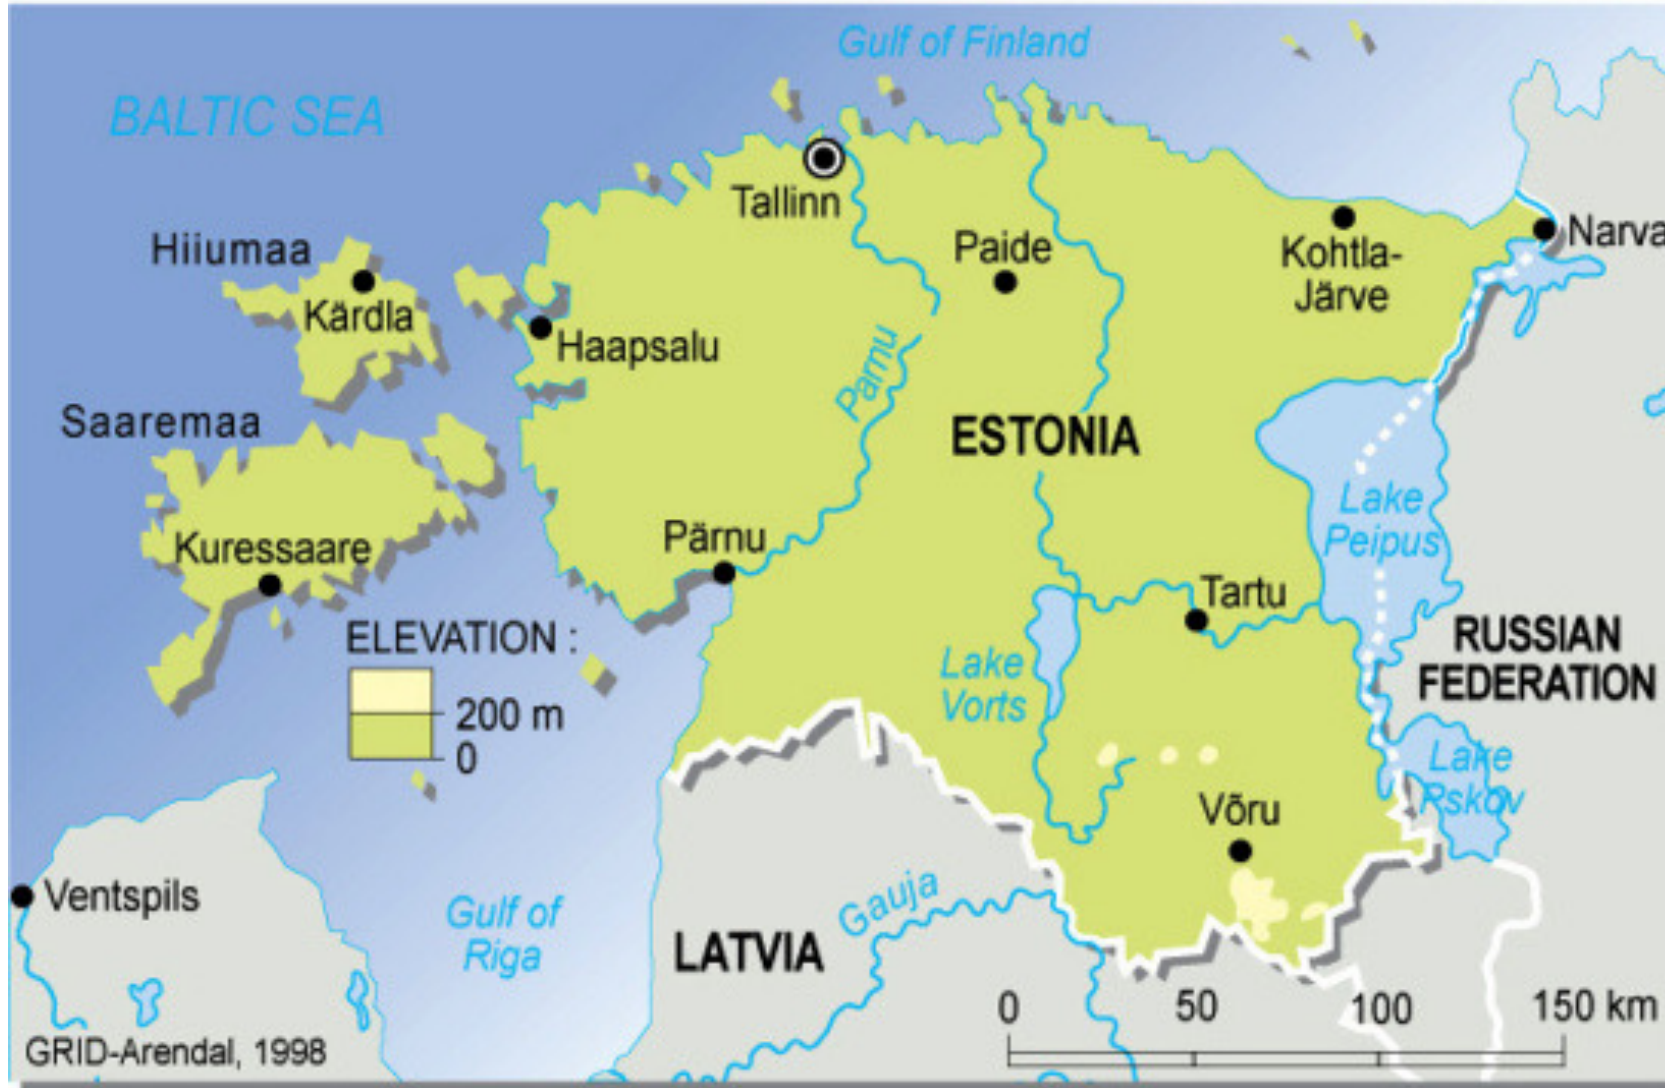 Gulf of Finland
BALTIC SEA
Tallinn
Narva
Hiiumaa
Paide
Kohtla-
Järve
Kärdla
Haapsalu
Parnu
Saaremaa
ESTONIA
Lake
Peipus
Kuressaare
Pärnu
Tartu
ELEVATION :
200 m
0
Lake
Vorts
RUSSIAN
FEDERATION
Lake
Pskov
Võru
Ventspils
Gulf of
Riga
Gauja
LATVIA
0 50 100 150 km
GRID-Arendal, 1998